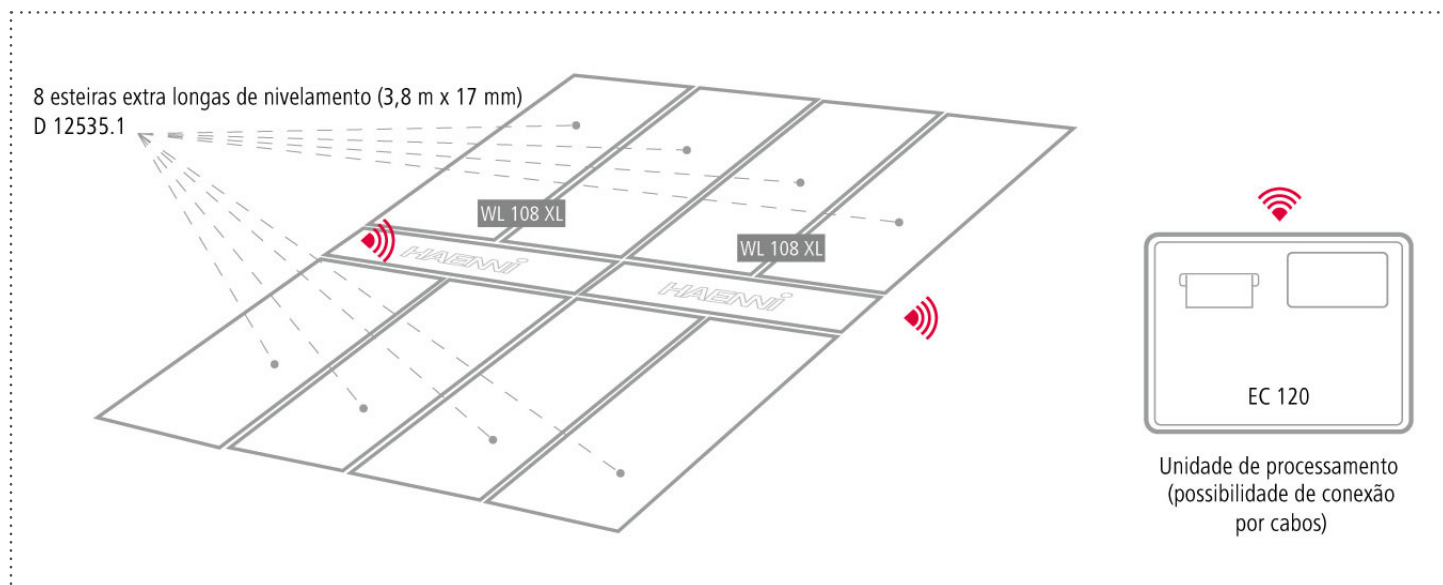 8 esteiras extra longas de nivelamento (3,8 m x 17 mm)
D 12535.1
WL 108 XL
WL 108 XL
HAENNI
HAENNI
EC 120
Unidade de processamento
(possibilidade de conexão
por cabos)